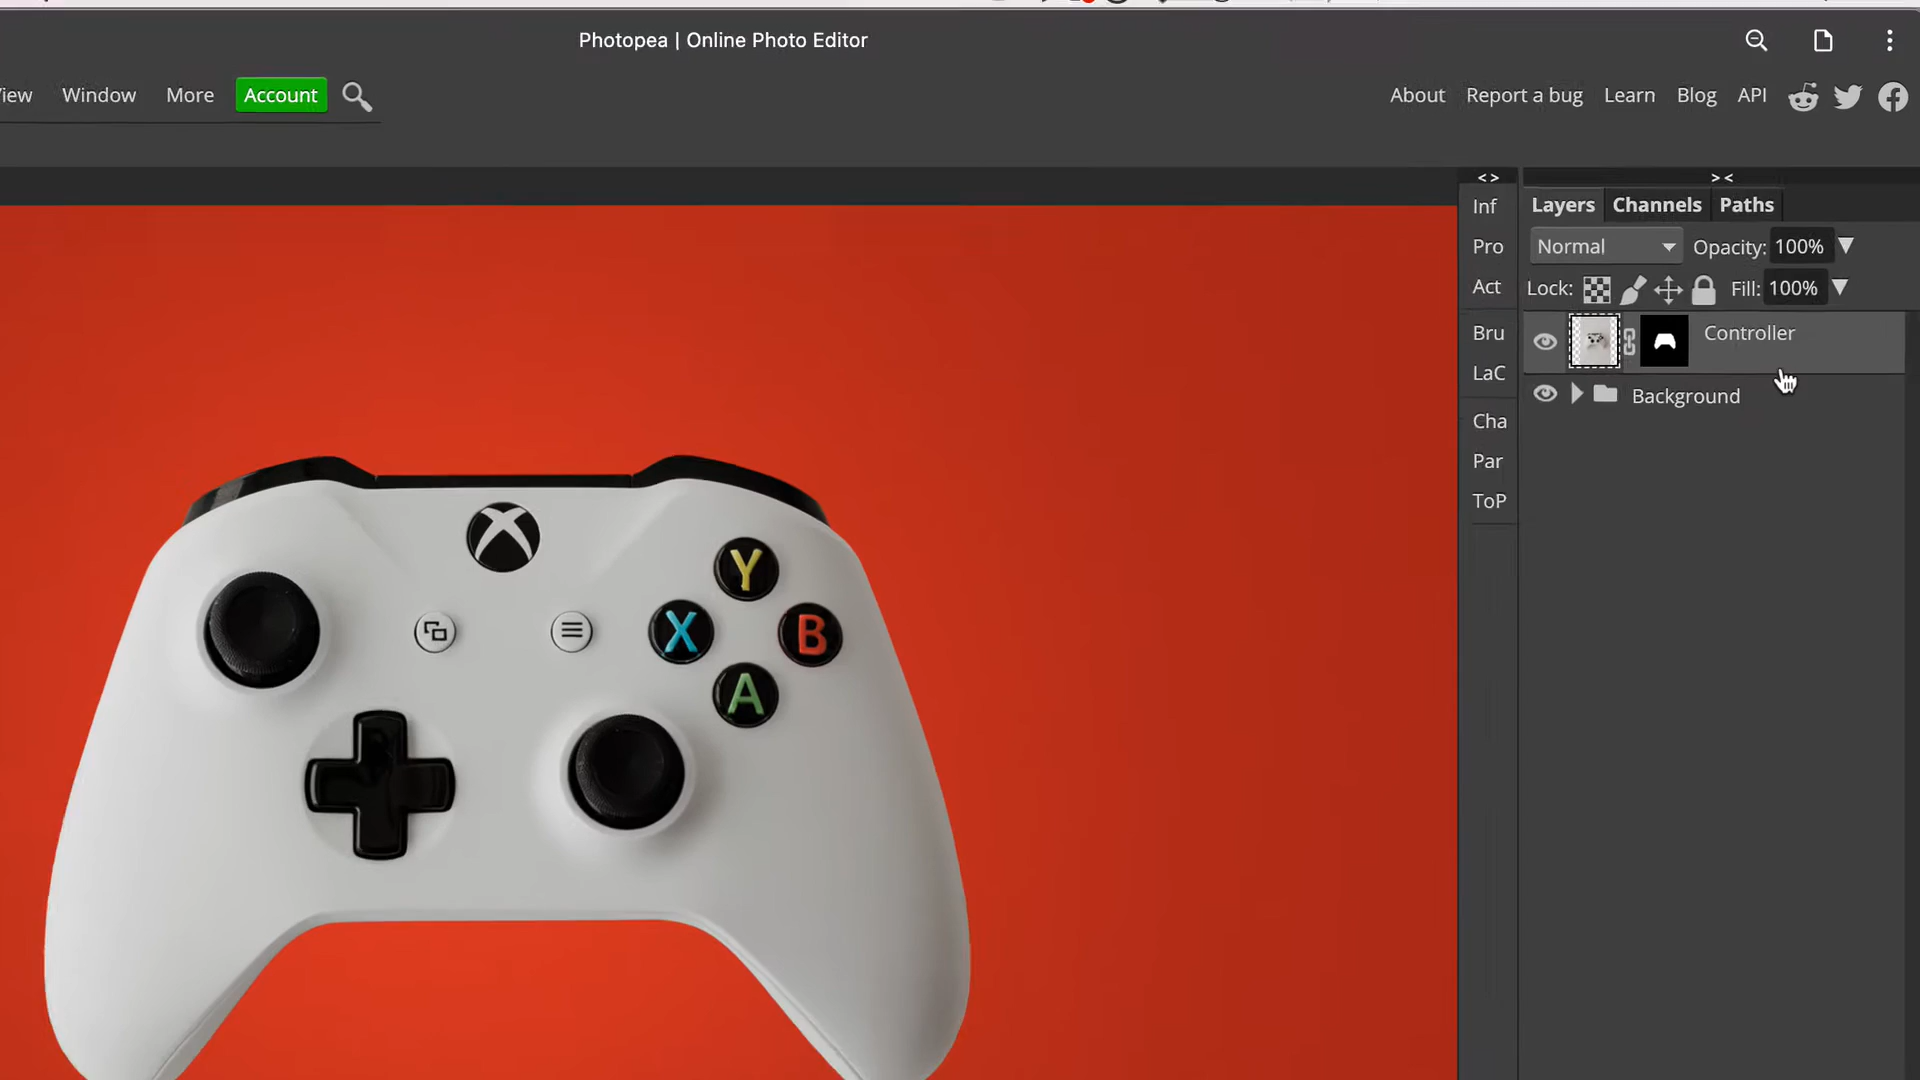 Photopea | Online Photo Editor
iew Window More Account About Report a bug Learn Blog API
< > > <
Inf Layers Channels Paths
Pro Normal Opacity: 100%
Act Lock: Fill: 100%
Bru Controller
LaC
Background
Cha
Par
ToP
Y
X B
A